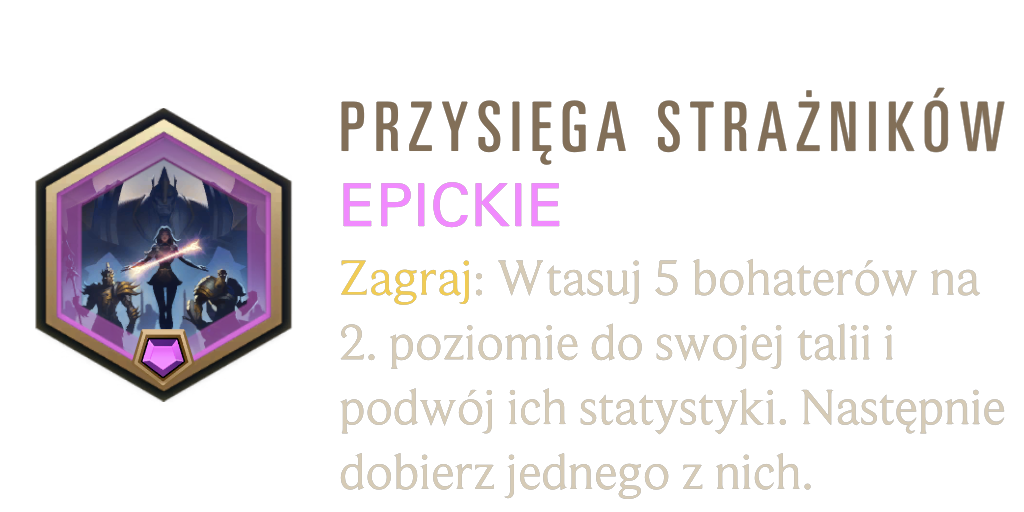 PRZYSIĘGA STRAŻNIKÓW
EPICKIE
Zagraj: Wtasuj 5 bohaterów na
2. poziomie do swojej talii i
podwój ich statystyki. Następnie
dobierz jednego z nich.